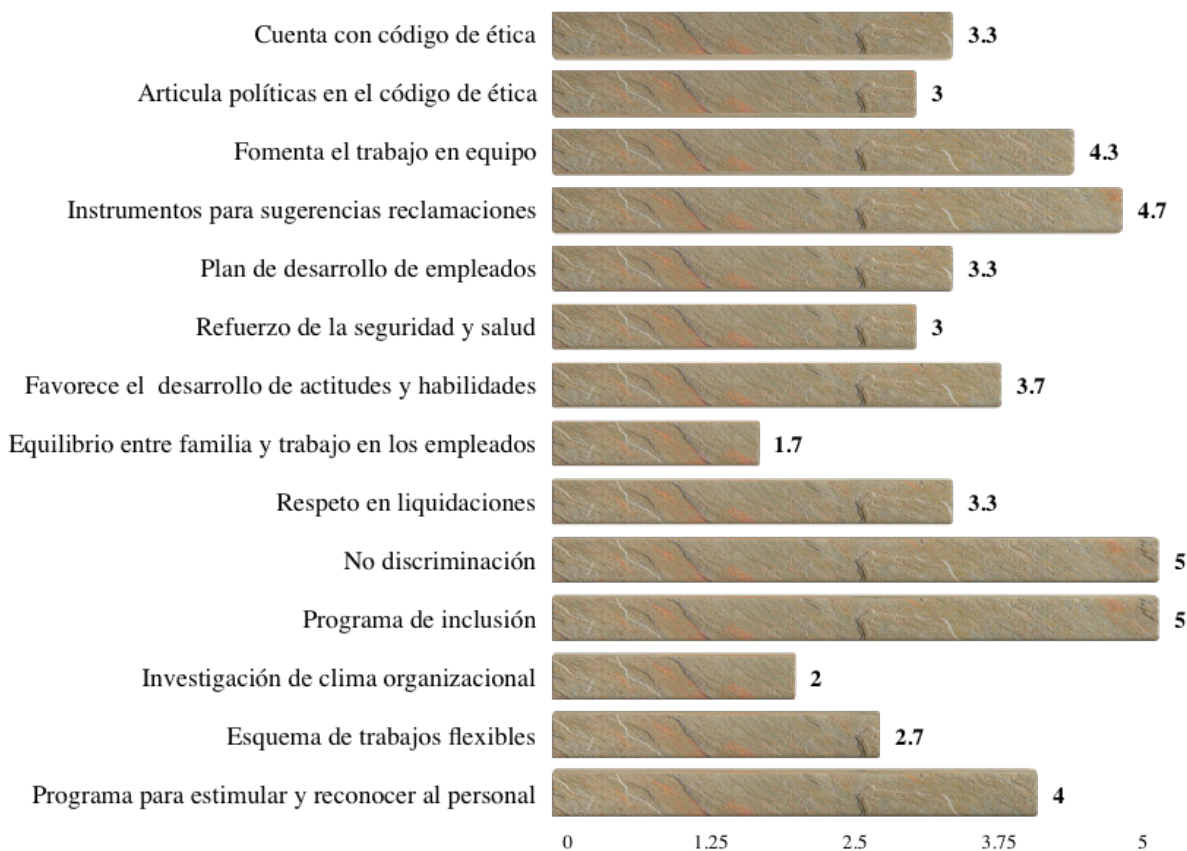 Cuenta con código de ética 3.3
Articula políticas en el código de ética 3
Fomenta el trabajo en equipo 4.3
Instrumentos para sugerencias reclamaciones 4.7
Plan de desarrollo de empleados 3.3
Refuerzo de la seguridad y salud 3
Favorece el  desarrollo de actitudes y habilidades 3.7
Equilibrio entre familia y trabajo en los empleados 1.7
Respeto en liquidaciones 3.3
No discriminación 5
Programa de inclusión 5
Investigación de clima organizacional 2
Esquema de trabajos flexibles 2.7
Programa para estimular y reconocer al personal 4
0 1.25 2.5 3.75 5